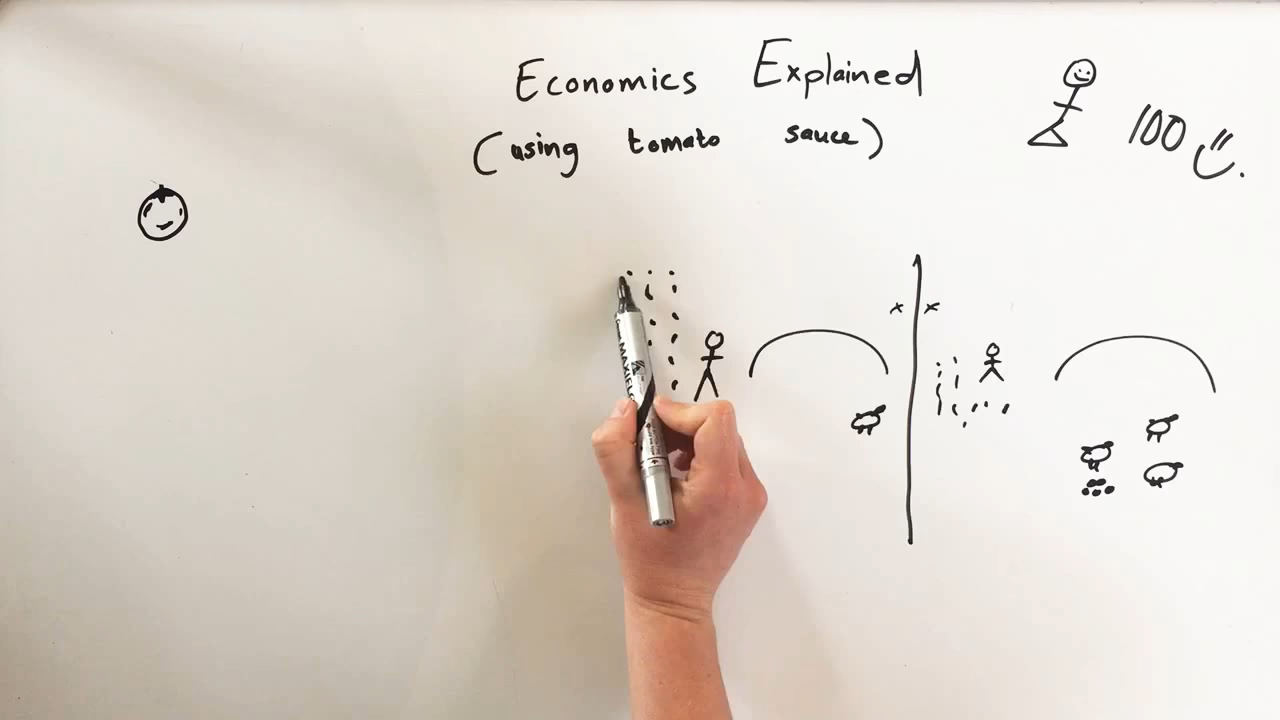 Economics Explained
(using tomato sauce)
100
x x